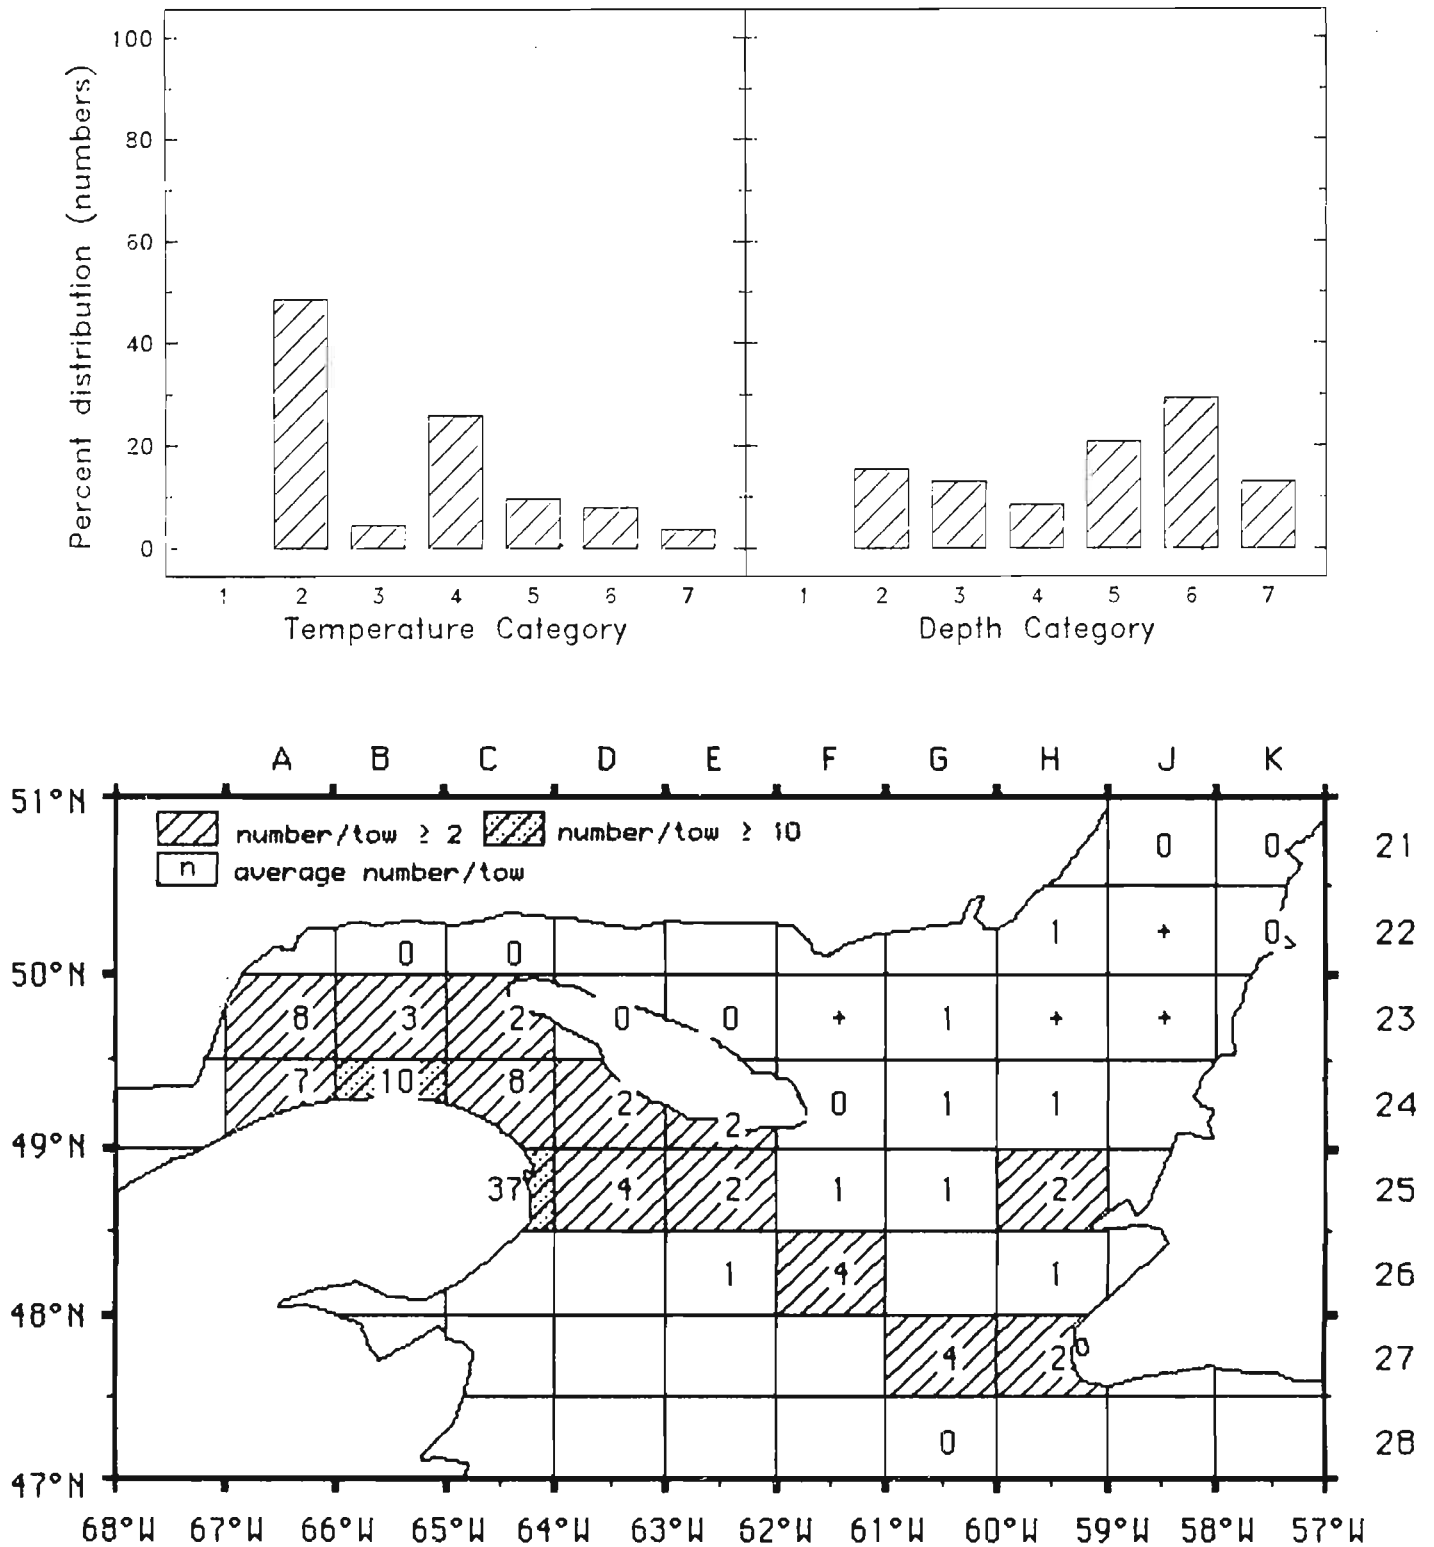 100
80
60
40
20
0
Percent distribution (numbers)
1 2 3 4 5 6 7
1 2 3 4 5 6 7
Temperature Category
Depth Category
A B C D E F G H J K
51°N
number/tow ≥ 2
number/tow ≥ 10
n average number/tow
0 0 21
1 + 0 22
0 0
50°N
8 3 2 0 0 + 1 + + 23
7 10 8 2 2 0 1 1 24
49°N
37 4 2 1 1 2 25
1 4 1 26
48°N
4 2 0 27
0 28
47°N
68°W 67°W 66°W 65°W 64°W 63°W 62°W 61°W 60°W 59°W 58°W 57°W